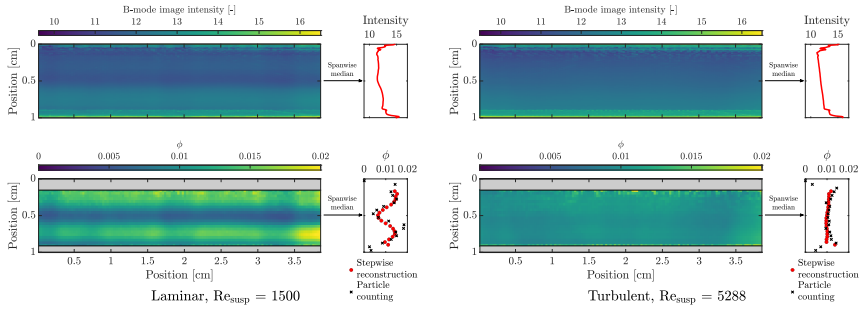 B-mode image intensity [-]
10 11 12 13 14 15 16
Intensity
10 15
Position [cm]
0
0.5
1
Spanwise
median
ϕ
0 0.005 0.01 0.015 0.02
ϕ
0 0.01 0.02
Position [cm]
0
0.5
1
Spanwise
median
0 0.5 1 1.5 2 2.5 3 3.5
Position [cm]
Stepwise
reconstruction
Particle
counting
Laminar, Re_susp = 1500
B-mode image intensity [-]
10 11 12 13 14 15 16
Intensity
10 15
Position [cm]
0
0.5
1
Spanwise
median
ϕ
0 0.005 0.01 0.015 0.02
ϕ
0 0.01 0.02
Position [cm]
0
0.5
1
Spanwise
median
0 0.5 1 1.5 2 2.5 3 3.5
Position [cm]
Stepwise
reconstruction
Particle
counting
Turbulent, Re_susp = 5288